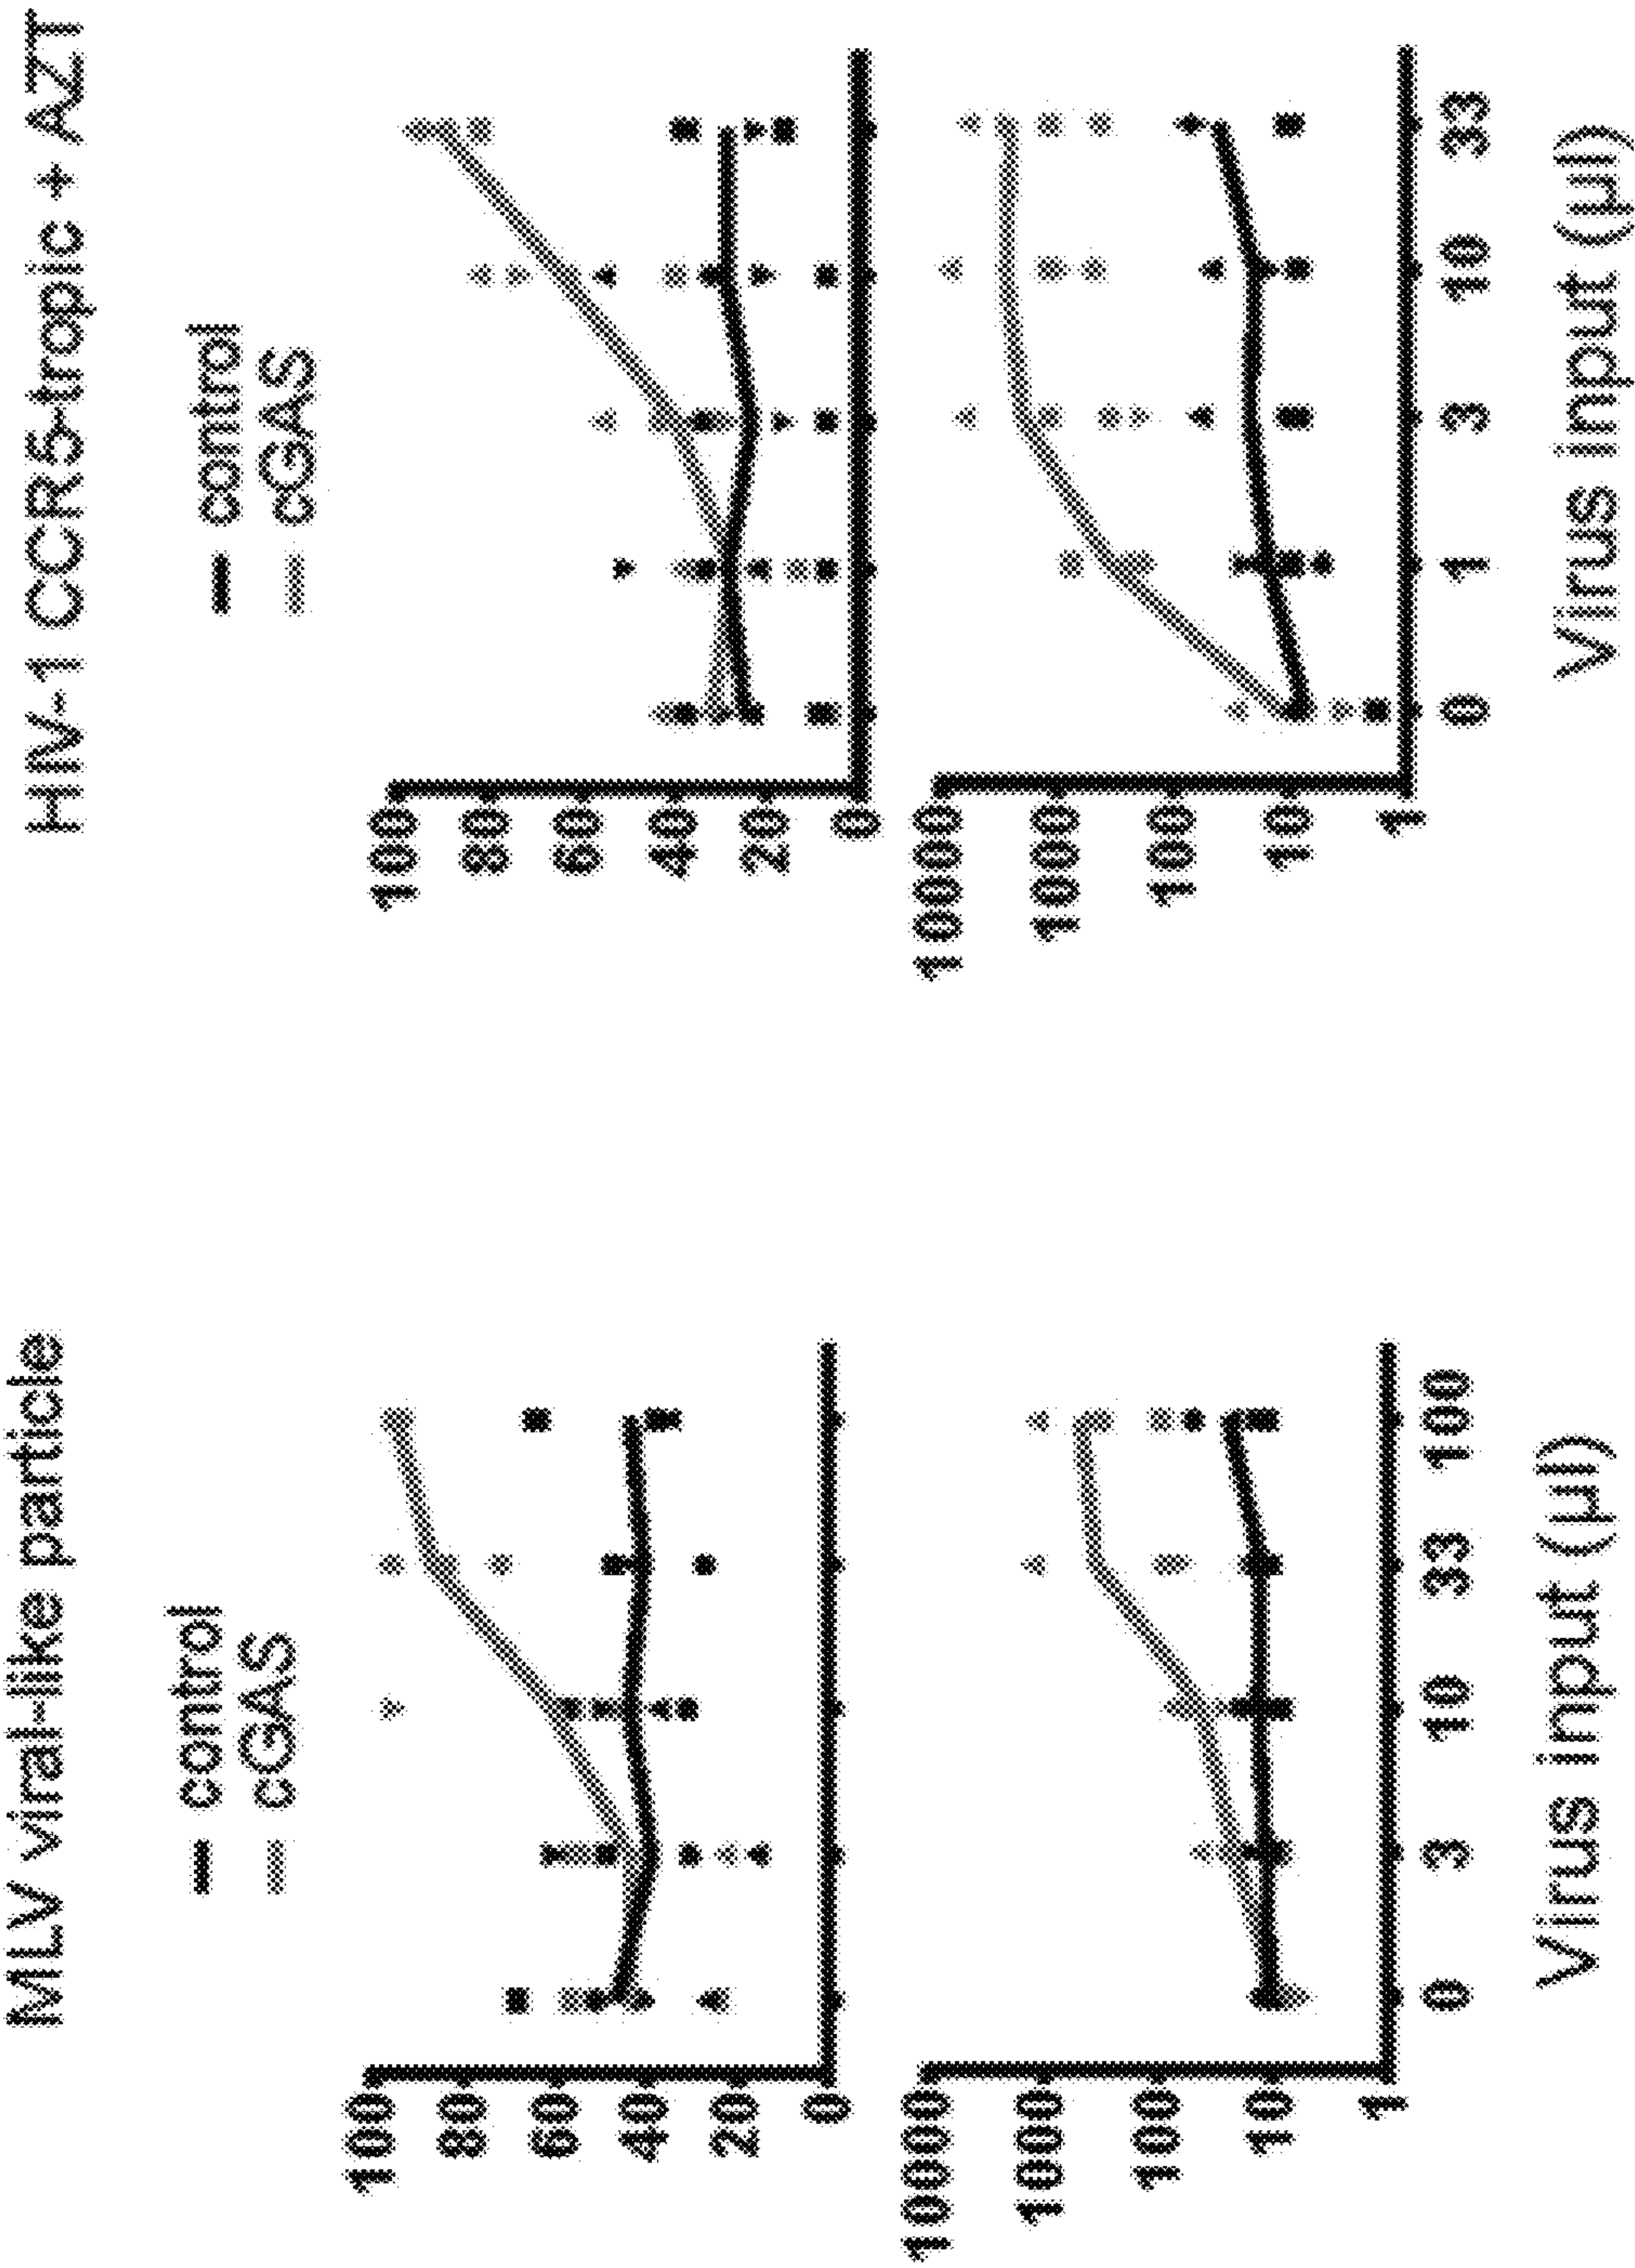 MLV viral-like particle
control
cGAS
100
80
60
40
20
0
10000
1000
100
10
1
0 3 10 33 100
Virus input (µl)
HIV-1 CCR5-tropic + AZT
control
cGAS
100
80
60
40
20
0
10000
1000
100
10
1
0 1 3 10 33
Virus input (µl)